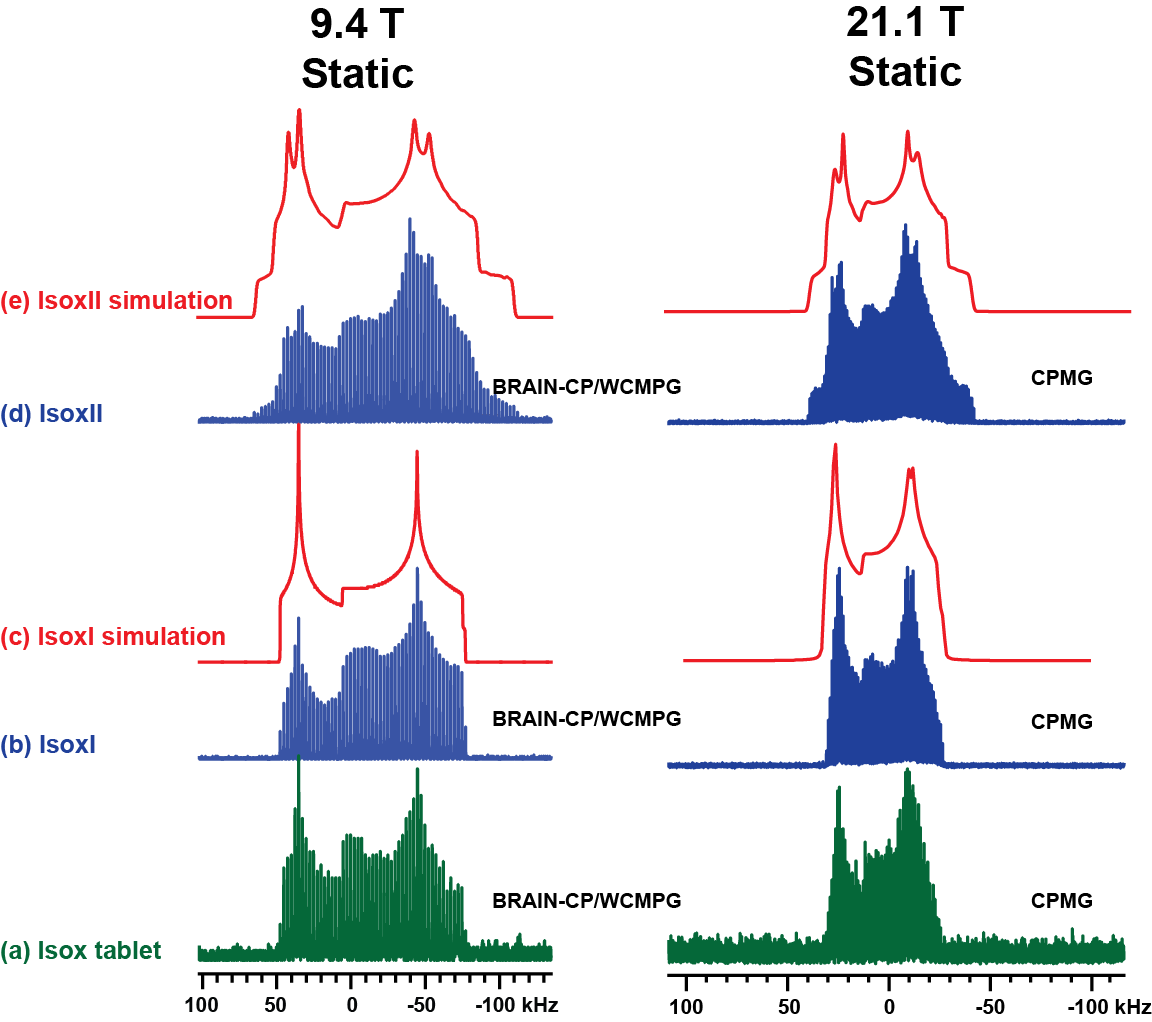 9.4 T
Static
21.1 T
Static
(e) IsoxII simulation
BRAIN-CP/WCMPG
CPMG
(d) IsoxII
(c) IsoxI simulation
BRAIN-CP/WCMPG
CPMG
(b) IsoxI
BRAIN-CP/WCMPG
CPMG
(a) Isox tablet
100 50 0 -50 -100 kHz
100 50 0 -50 -100 kHz